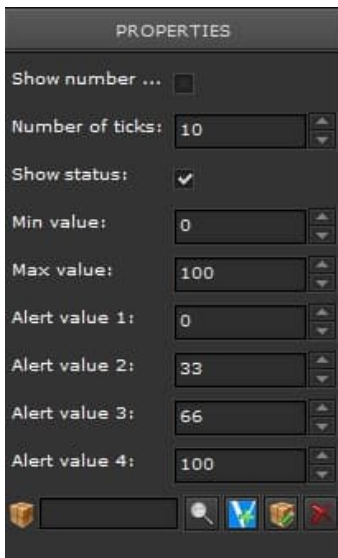 PROPERTIES
Show number ...
Number of ticks: 10
Show status:
Min value: 0
Max value: 100
Alert value 1: 0
Alert value 2: 33
Alert value 3: 66
Alert value 4: 100